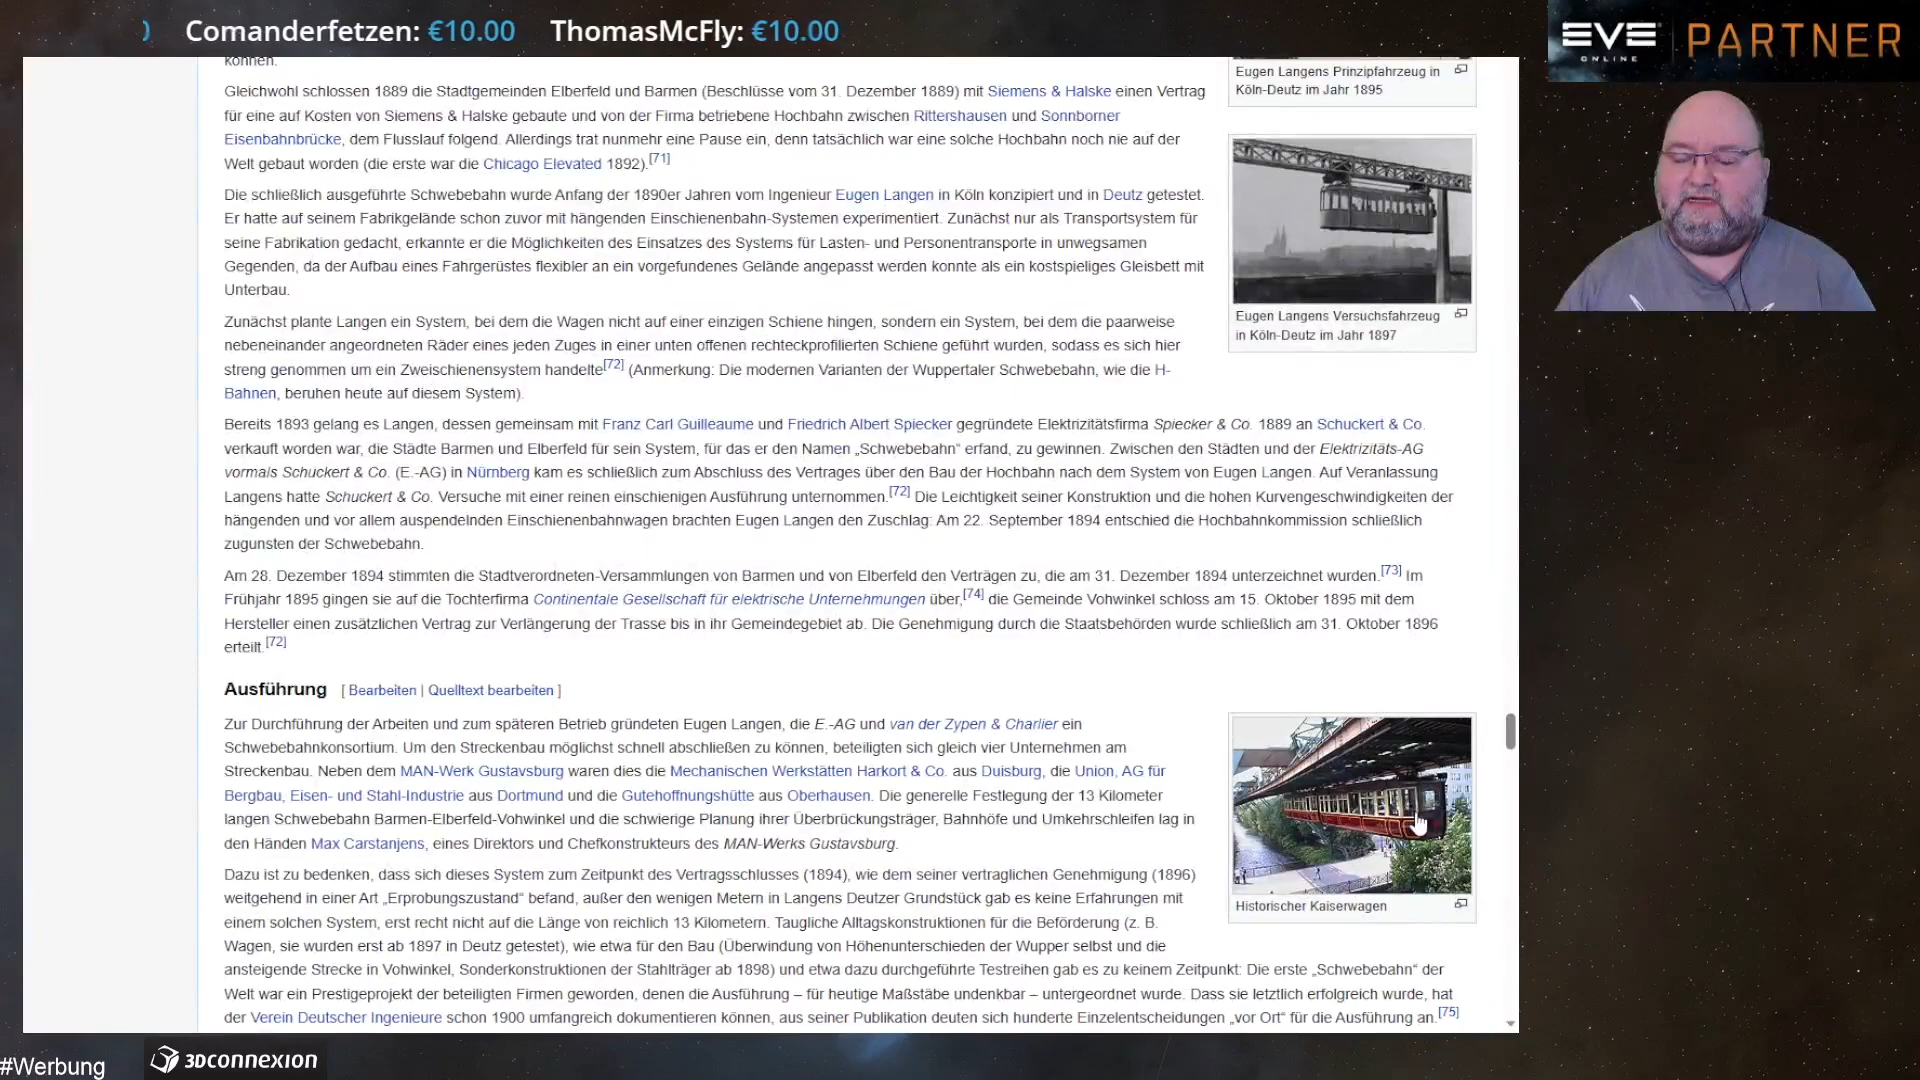 Comanderfetzen: €10.00 ThomasMcFly: €10.00
EVE ONLINE PARTNER
können.
Gleichwohl schlossen 1889 die Stadtgemeinden Elberfeld und Barmen (Beschlüsse vom 31. Dezember 1889) mit Siemens & Halske einen Vertrag
für eine auf Kosten von Siemens & Halske gebaute und von der Firma betriebene Hochbahn zwischen Rittershausen und Sonnborner
Eisenbahnbrücke, dem Flusslauf folgend. Allerdings trat nunmehr eine Pause ein, denn tatsächlich war eine solche Hochbahn noch nie auf der
Welt gebaut worden (die erste war die Chicago Elevated 1892).[71]
Die schließlich ausgeführte Schwebebahn wurde Anfang der 1890er Jahren vom Ingenieur Eugen Langen in Köln konzipiert und in Deutz getestet.
Er hatte auf seinem Fabrikgelände schon zuvor mit hängenden Einschienenbahn-Systemen experimentiert. Zunächst nur als Transportsystem für
seine Fabrikation gedacht, erkannte er die Möglichkeiten des Einsatzes des Systems für Lasten- und Personentransporte in unwegsamen
Gegenden, da der Aufbau eines Fahrgerüstes flexibler an ein vorgefundenes Gelände angepasst werden konnte als ein kostspieliges Gleisbett mit
Unterbau.
Zunächst plante Langen ein System, bei dem die Wagen nicht auf einer einzigen Schiene hingen, sondern ein System, bei dem die paarweise
nebeneinander angeordneten Räder eines jeden Zuges in einer unten offenen rechteckprofilierten Schiene geführt wurden, sodass es sich hier
streng genommen um ein Zweischienensystem handelte[72] (Anmerkung: Die modernen Varianten der Wuppertaler Schwebebahn, wie die H-
Bahnen, beruhen heute auf diesem System).
Eugen Langens Prinzipfahrzeug in
Köln-Deutz im Jahr 1895
Eugen Langens Versuchsfahrzeug
in Köln-Deutz im Jahr 1897
Bereits 1893 gelang es Langen, dessen gemeinsam mit Franz Carl Guilleaume und Friedrich Albert Spiecker gegründete Elektrizitätsfirma Spiecker & Co. 1889 an Schuckert & Co.
verkauft worden war, die Städte Barmen und Elberfeld für sein System, für das er den Namen „Schwebebahn“ erfand, zu gewinnen. Zwischen den Städten und der Elektrizitäts-AG
vormals Schuckert & Co. (E.-AG) in Nürnberg kam es schließlich zum Abschluss des Vertrages über den Bau der Hochbahn nach dem System von Eugen Langen. Auf Veranlassung
Langens hatte Schuckert & Co. Versuche mit einer reinen einschienigen Ausführung unternommen.[72] Die Leichtigkeit seiner Konstruktion und die hohen Kurvengeschwindigkeiten der
hängenden und vor allem auspendelnden Einschienenbahnwagen brachten Eugen Langen den Zuschlag: Am 22. September 1894 entschied die Hochbahnkommission schließlich
zugunsten der Schwebebahn.
Am 28. Dezember 1894 stimmten die Stadtverordneten-Versammlungen von Barmen und von Elberfeld den Verträgen zu, die am 31. Dezember 1894 unterzeichnet wurden.[73] Im
Frühjahr 1895 gingen sie auf die Tochterfirma Continentale Gesellschaft für elektrische Unternehmungen über,[74] die Gemeinde Vohwinkel schloss am 15. Oktober 1895 mit dem
Hersteller einen zusätzlichen Vertrag zur Verlängerung der Trasse bis in ihr Gemeindegebiet ab. Die Genehmigung durch die Staatsbehörden wurde schließlich am 31. Oktober 1896
erteilt.[72]
Ausführung [ Bearbeiten | Quelltext bearbeiten ]
Zur Durchführung der Arbeiten und zum späteren Betrieb gründeten Eugen Langen, die E.-AG und van der Zypen & Charlier ein
Schwebebahnkonsortium. Um den Streckenbau möglichst schnell abschließen zu können, beteiligten sich gleich vier Unternehmen am
Streckenbau. Neben dem MAN-Werk Gustavsburg waren dies die Mechanischen Werkstätten Harkort & Co. aus Duisburg, die Union, AG für
Bergbau, Eisen- und Stahl-Industrie aus Dortmund und die Gutehoffnungshütte aus Oberhausen. Die generelle Festlegung der 13 Kilometer
langen Schwebebahn Barmen-Elberfeld-Vohwinkel und die schwierige Planung ihrer Überbrückungsträger, Bahnhöfe und Umkehrschleifen lag in
den Händen Max Carstanjens, eines Direktors und Chefkonstrukteurs des MAN-Werks Gustavsburg.
Historischer Kaiserwagen
Dazu ist zu bedenken, dass sich dieses System zum Zeitpunkt des Vertragsschlusses (1894), wie dem seiner vertraglichen Genehmigung (1896)
weitgehend in einer Art „Erprobungszustand“ befand, außer den wenigen Metern in Langens Deutzer Grundstück gab es keine Erfahrungen mit
einem solchen System, erst recht nicht auf die Länge von reichlich 13 Kilometern. Taugliche Alltagskonstruktionen für die Beförderung (z. B.
Wagen, sie wurden erst ab 1897 in Deutz getestet), wie etwa für den Bau (Überwindung von Höhenunterschieden der Wupper selbst und die
ansteigende Strecke in Vohwinkel, Sonderkonstruktionen der Stahlträger ab 1898) und etwa dazu durchgeführte Testreihen gab es zu keinem Zeitpunkt: Die erste „Schwebebahn“ der
Welt war ein Prestigeprojekt der beteiligten Firmen geworden, denen die Ausführung – für heutige Maßstäbe undenkbar – untergeordnet wurde. Dass sie letztlich erfolgreich wurde, hat
der Verein Deutscher Ingenieure schon 1900 umfangreich dokumentieren können, aus seiner Publikation deuten sich hunderte Einzelentscheidungen „vor Ort“ für die Ausführung an.[75]
#Werbung 3DCONNEXION